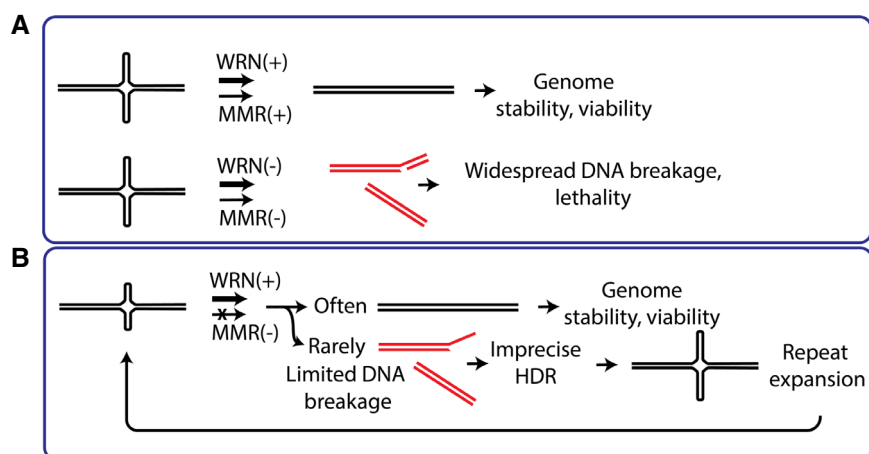 A
WRN(+)
MMR(+)
Genome
stability, viability
WRN(-)
MMR(-)
Widespread DNA breakage,
lethality
B
WRN(+)
MMR(-)
Often
Genome
stability, viability
Rarely
Limited DNA
breakage
Imprecise
HDR
Repeat
expansion